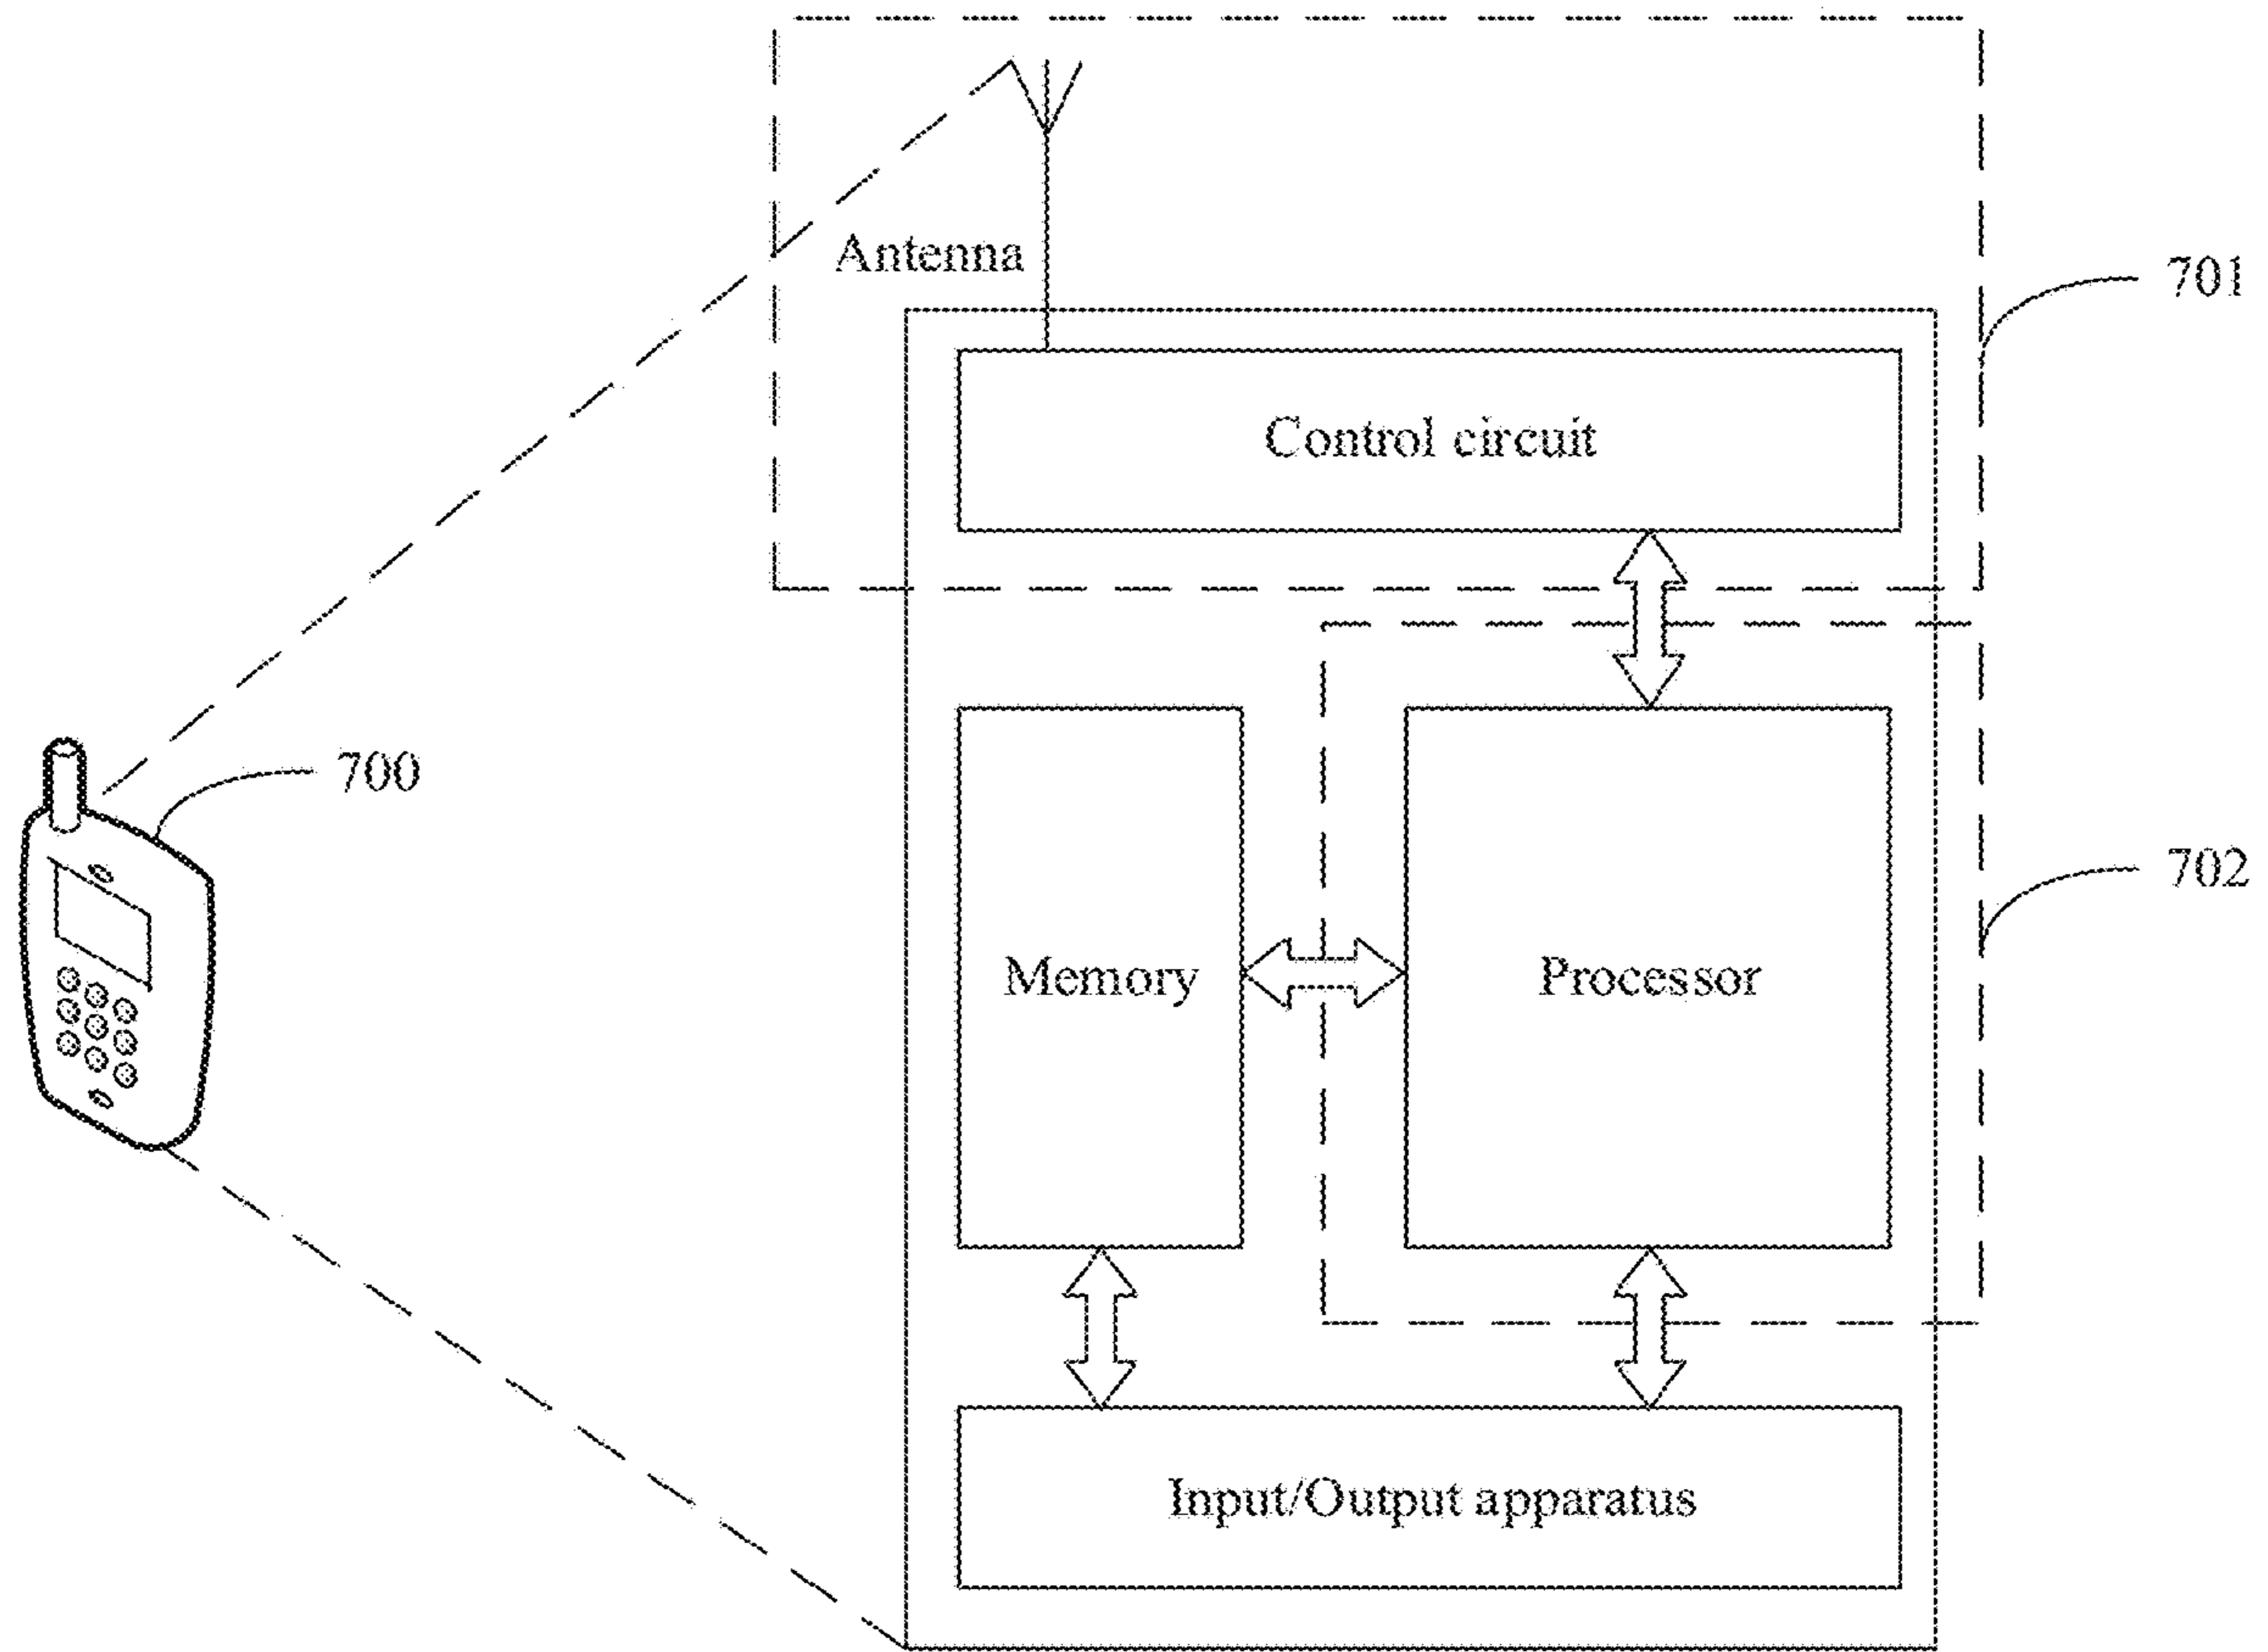 Antenna
701
Control circuit
700
702
Memory
Processor
Input/Output apparatus